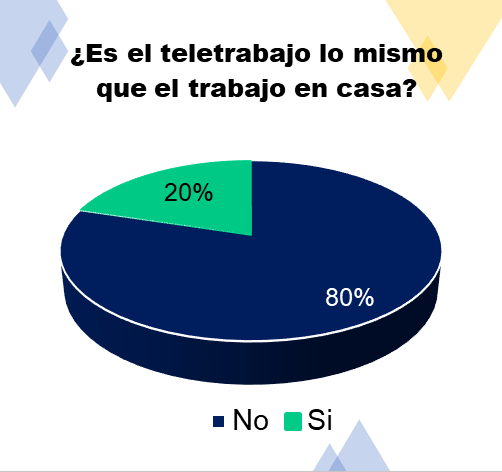 ¿Es el teletrabajo lo mismo
que el trabajo en casa?
20%
80%
No Si